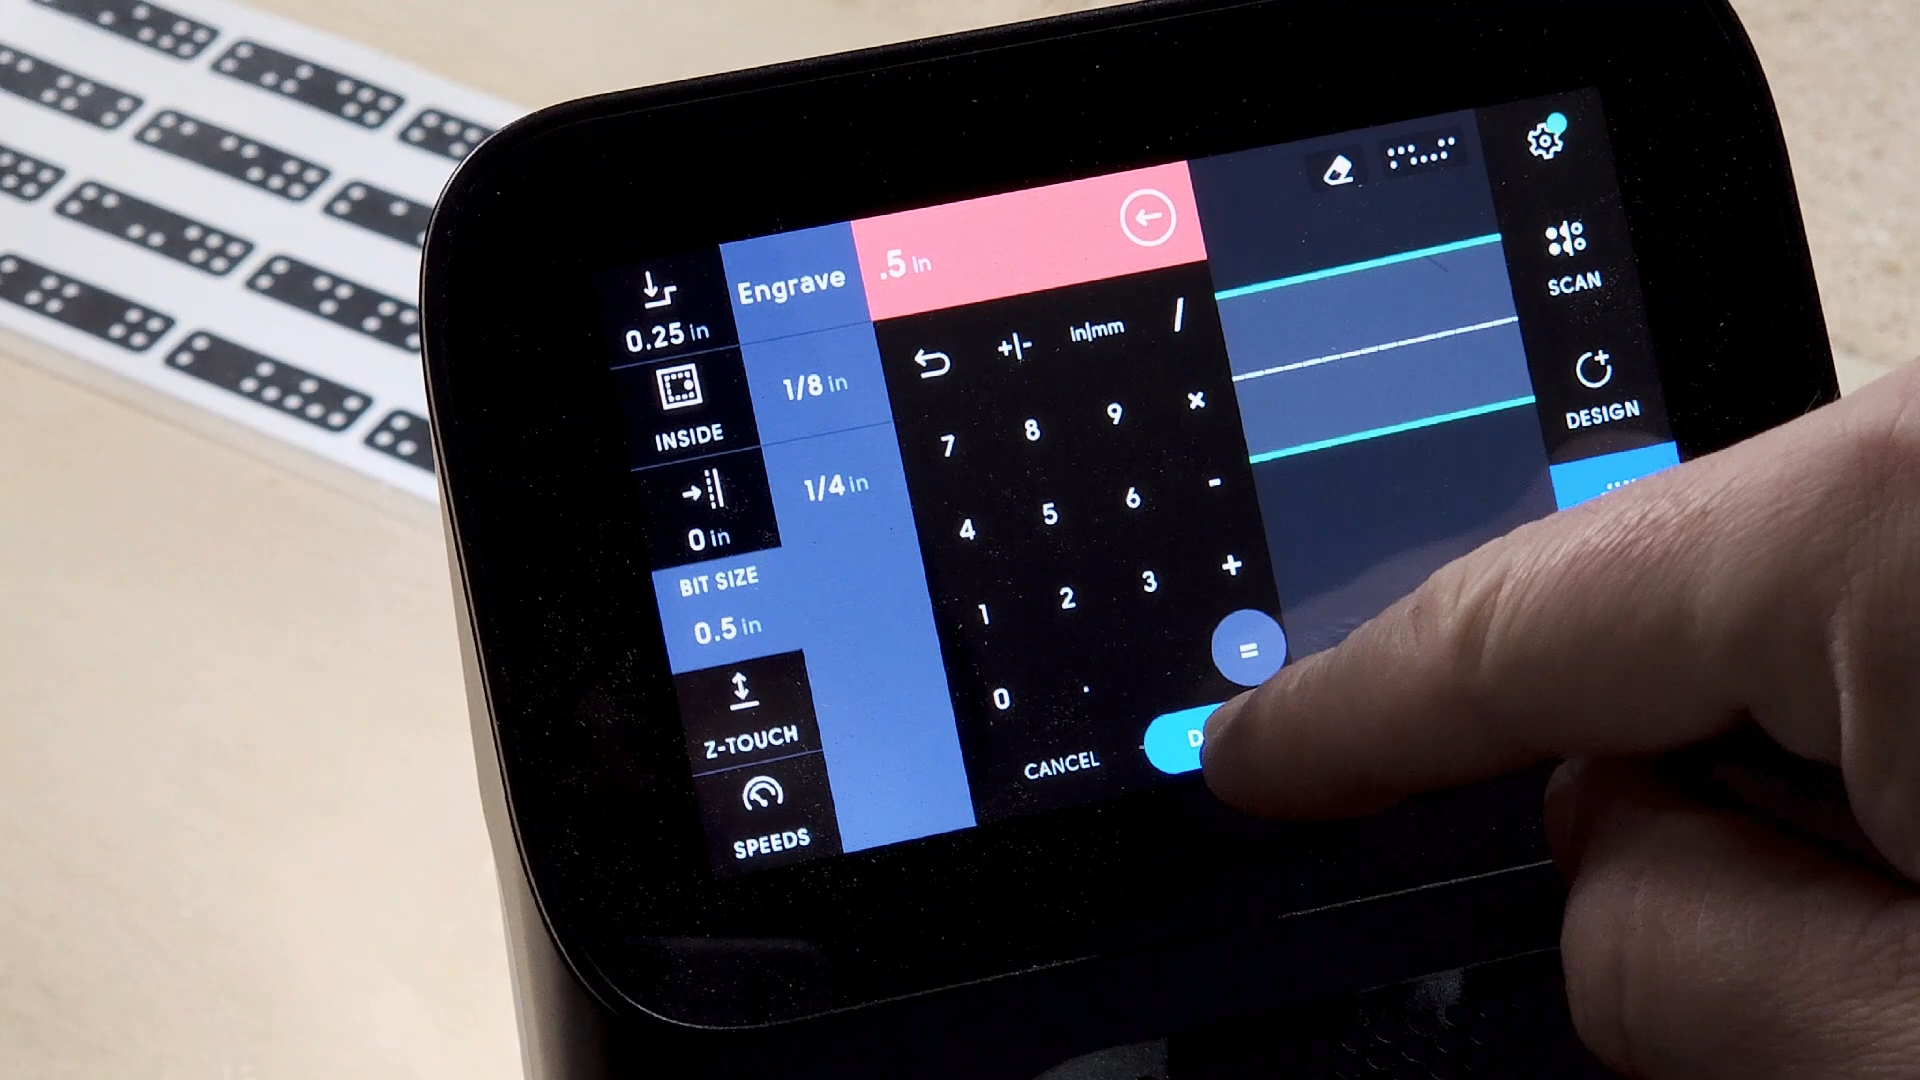 0.25 in
INSIDE
0 in
BIT SIZE
0.5 in
Z-TOUCH
SPEEDS
Engrave
1/8 in
1/4 in
.5 in
+|- in|mm /
7 8 9 ×
4 5 6 -
1 2 3 +
0 . =
CANCEL
SCAN
DESIGN